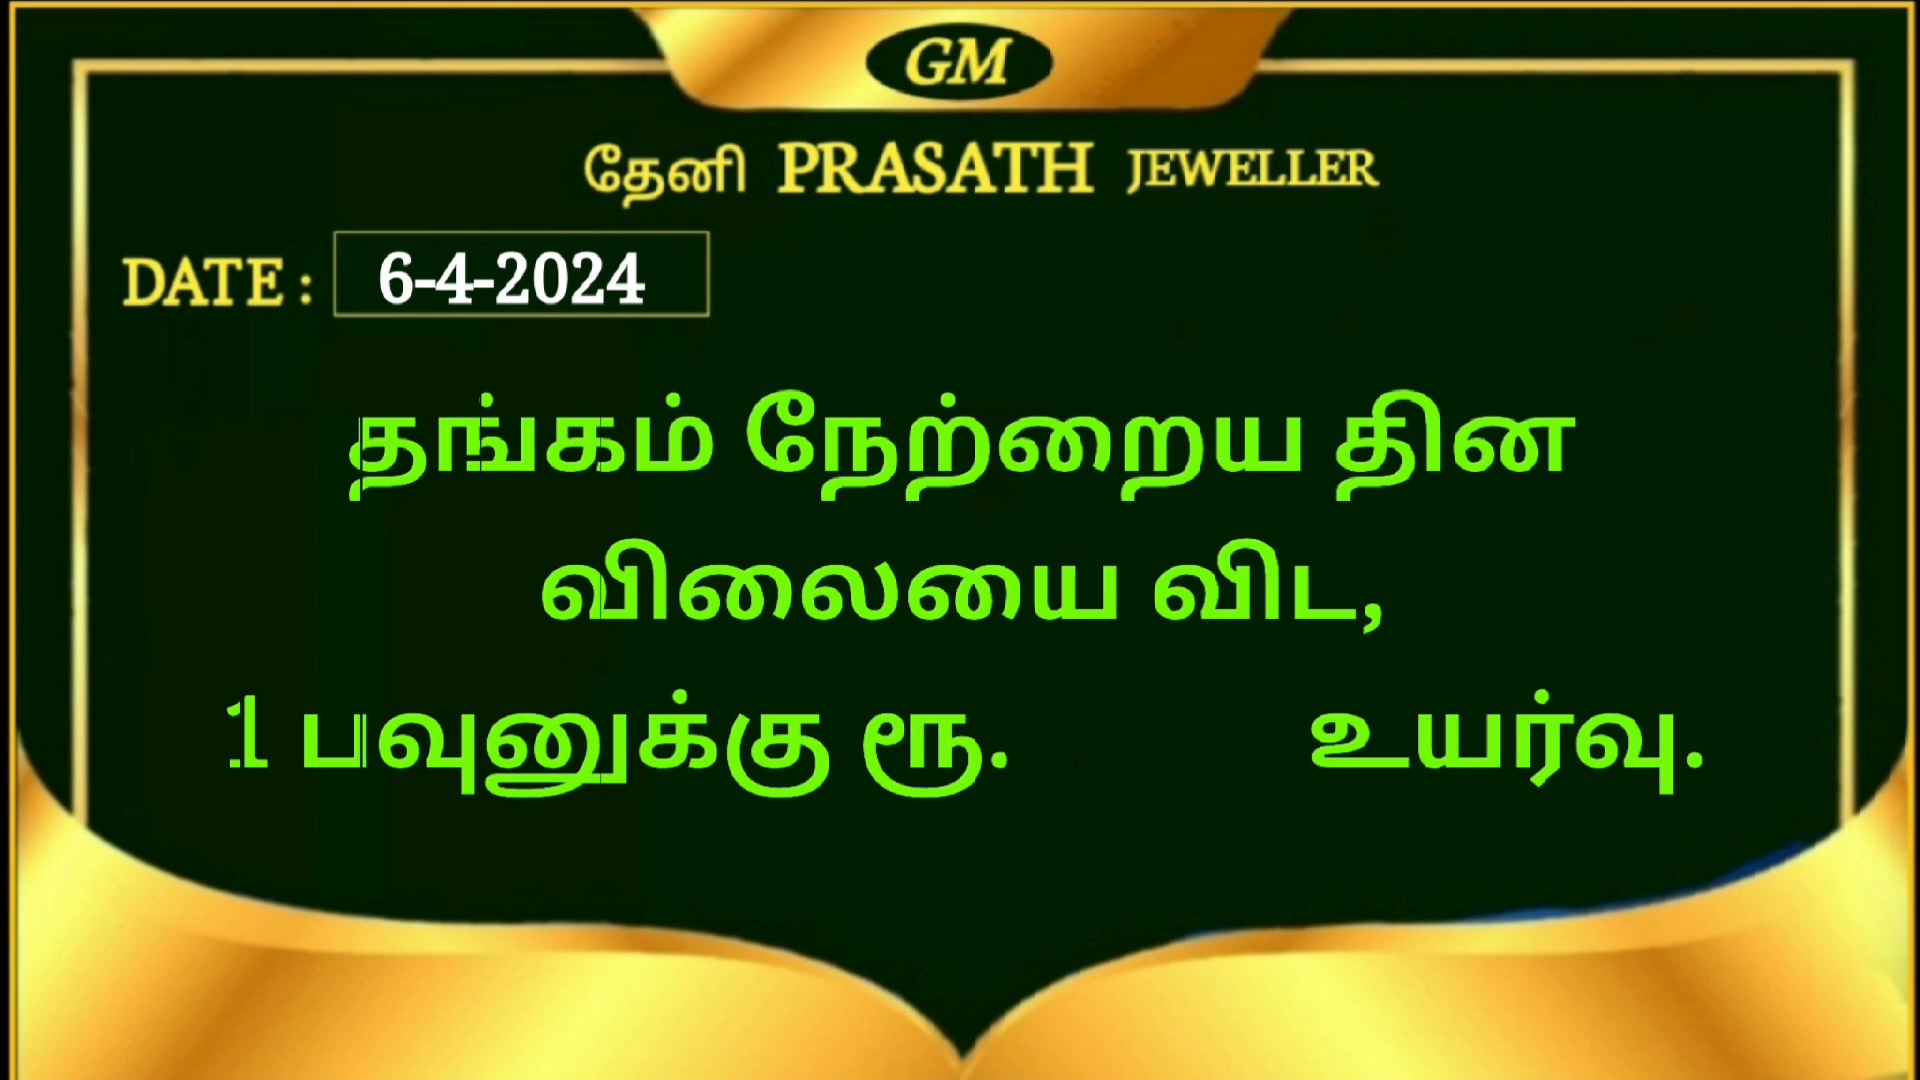 GM
தேனி PRASATH JEWELLER
DATE : 6-4-2024
தங்கம் நேற்றைய தின
விலையை விட,
1 பவுனுக்கு ரூ. உயர்வு.